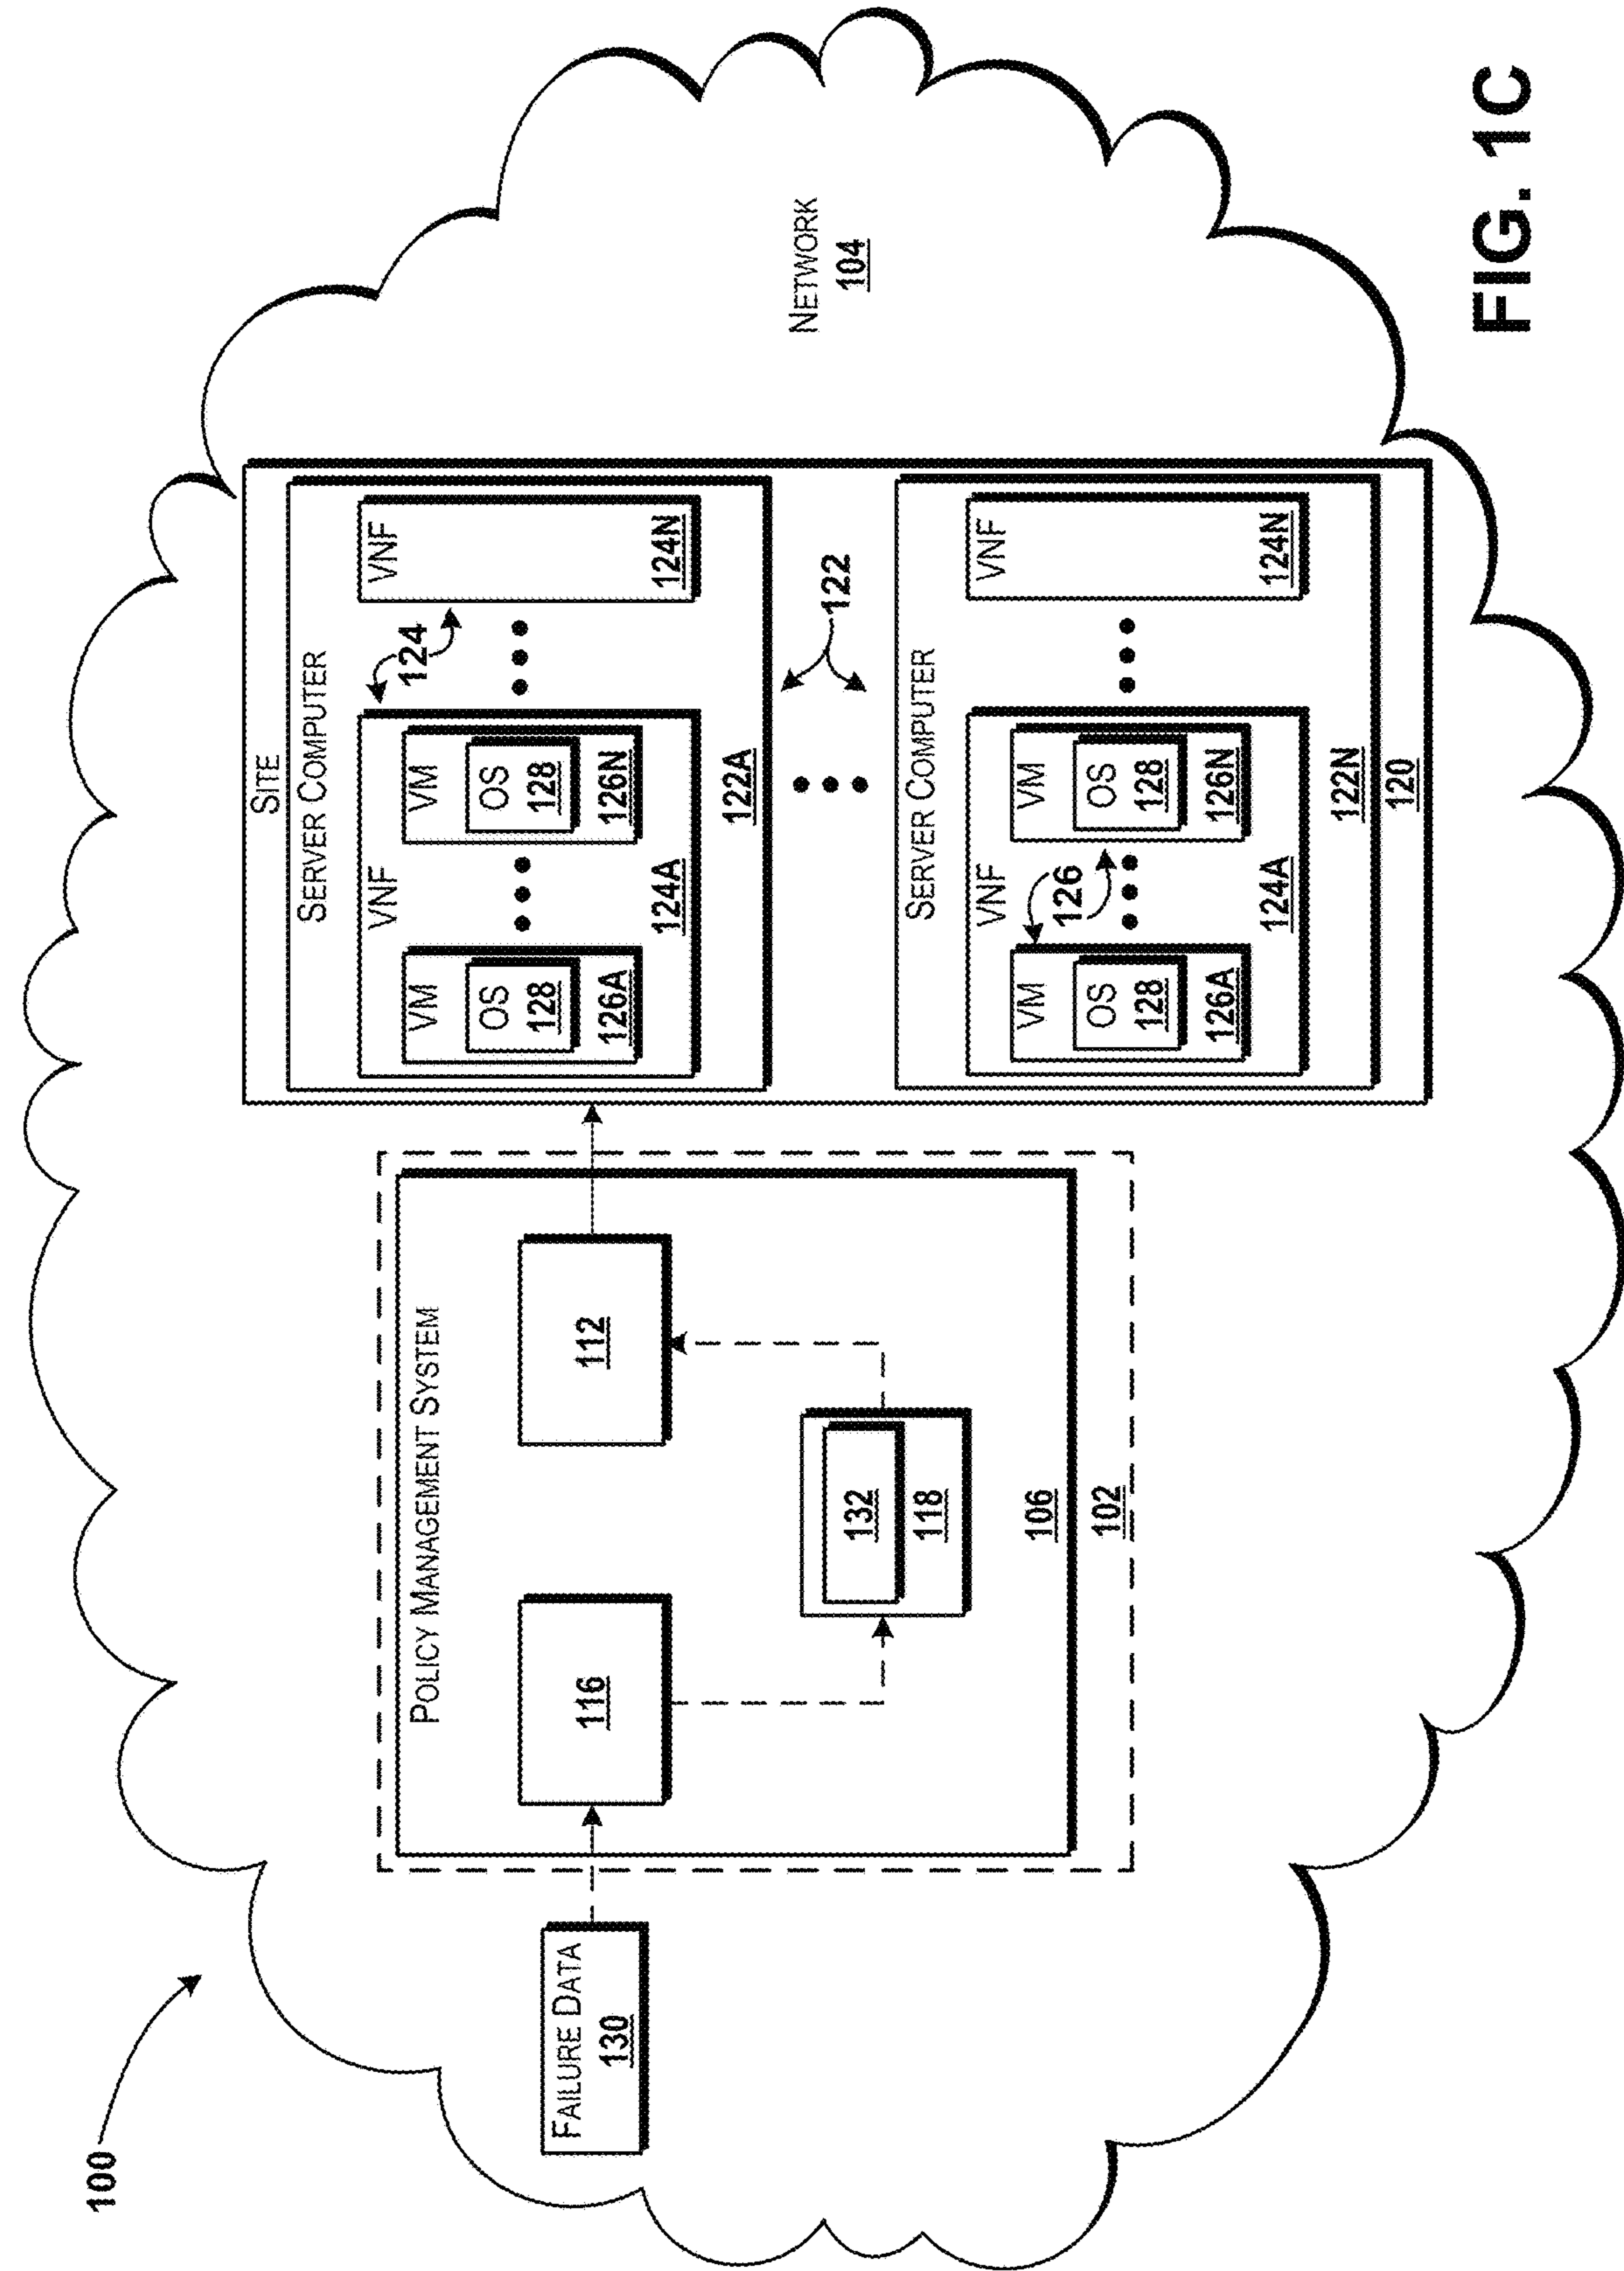 100
NETWORK
104
FAILURE DATA
130
POLICY MANAGEMENT SYSTEM
116
112
132
118
106
102
SITE
SERVER COMPUTER
VNF
VM
OS
128
126A
VM
OS
128
126N
124A
124
VNF
124N
122A
122
SERVER COMPUTER
VNF
VM
OS
128
126A
126
VM
OS
128
126N
124A
VNF
124N
122N
120
FIG. 1C